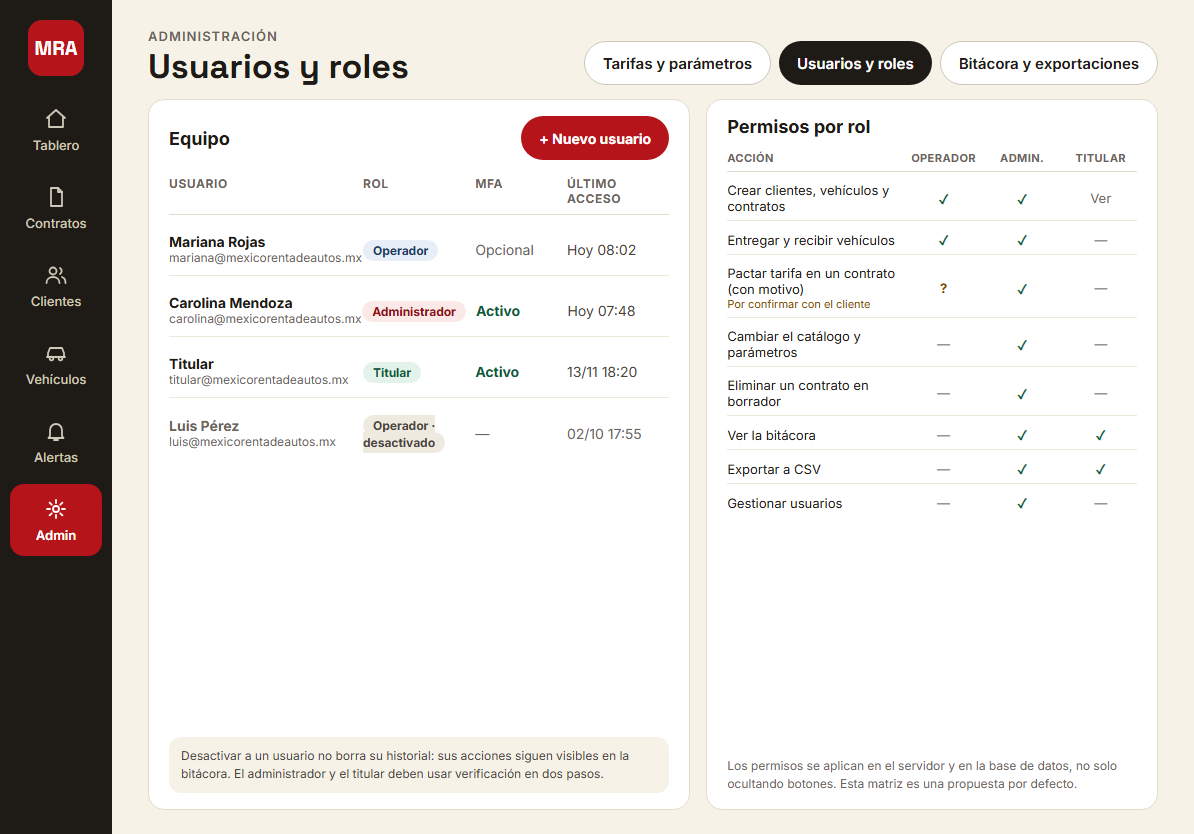 MRA
Tablero
Contratos
Clientes
Vehículos
Alertas
Admin
ADMINISTRACIÓN
Usuarios y roles
Tarifas y parámetros
Usuarios y roles
Bitácora y exportaciones
Equipo
+ Nuevo usuario
USUARIO ROL MFA ÚLTIMO
ACCESO
Mariana Rojas
mariana@mexicorentadeautos.mx
Operador Opcional Hoy 08:02
Carolina Mendoza
carolina@mexicorentadeautos.mx
Administrador Activo Hoy 07:48
Titular
titular@mexicorentadeautos.mx
Titular Activo 13/11 18:20
Luis Pérez
luis@mexicorentadeautos.mx
Operador ·
desactivado
— 02/10 17:55
Desactivar a un usuario no borra su historial: sus acciones siguen visibles en la
bitácora. El administrador y el titular deben usar verificación en dos pasos.
Permisos por rol
ACCIÓN OPERADOR ADMIN. TITULAR
Crear clientes, vehículos y
contratos
✓ ✓ Ver
Entregar y recibir vehículos ✓ ✓ —
Pactar tarifa en un contrato
(con motivo)
Por confirmar con el cliente
? ✓ —
Cambiar el catálogo y
parámetros
— ✓ —
Eliminar un contrato en
borrador
— ✓ —
Ver la bitácora — ✓ ✓
Exportar a CSV — ✓ ✓
Gestionar usuarios — ✓ —
Los permisos se aplican en el servidor y en la base de datos, no solo
ocultando botones. Esta matriz es una propuesta por defecto.